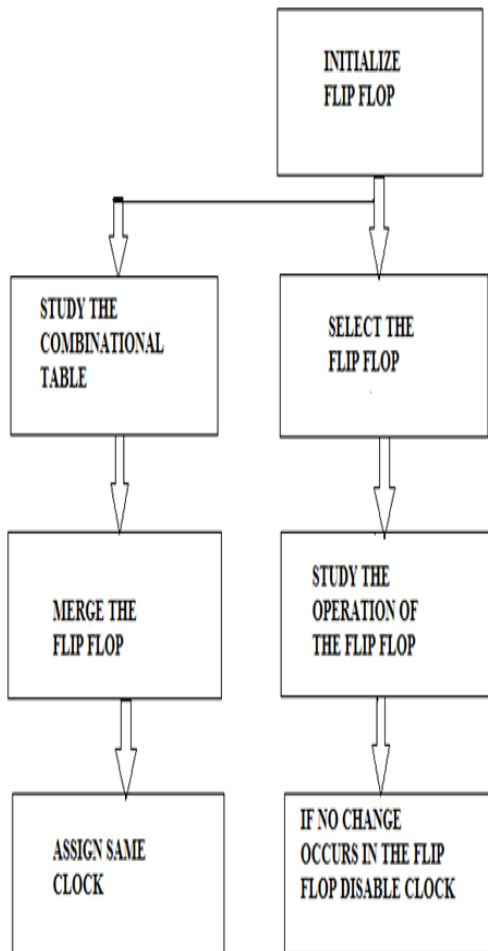 INITIALIZE
FLIP FLOP
STUDY THE
COMBINATIONAL
TABLE
SELECT THE
FLIP FLOP
MERGE THE
FLIP FLOP
STUDY THE
OPERATION OF
THE FLIP FLOP
ASSIGN SAME
CLOCK
IF NO CHANGE
OCCURS IN THE FLIP
FLOP DISABLE CLOCK